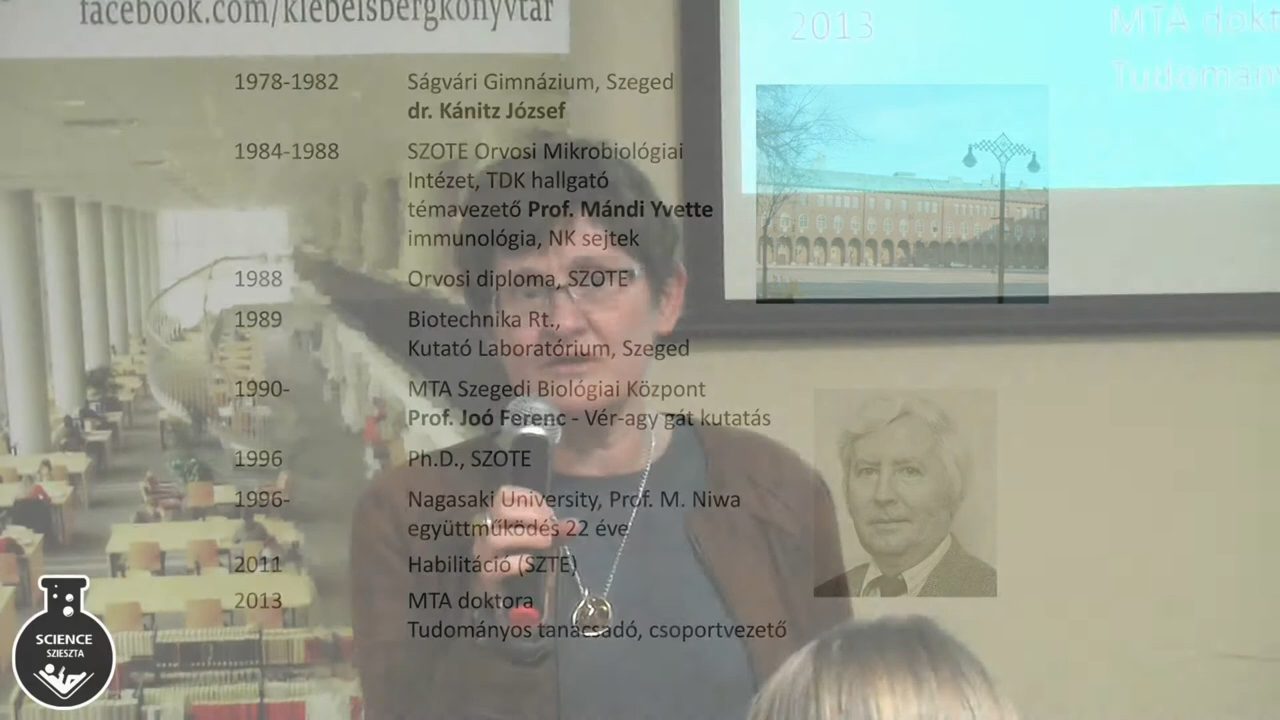 facebook.com/klebelsbergkonyvtar
2013
MTA dokt
Tudomán
1978-1982 Ságvári Gimnázium, Szeged
dr. Kánitz József
1984-1988 SZOTE Orvosi Mikrobiológiai
Intézet, TDK hallgató
témavezető Prof. Mándi Yvette
immunológia, NK sejtek
1988 Orvosi diploma, SZOTE
1989 Biotechnika Rt.,
Kutató Laboratórium, Szeged
1990- MTA Szegedi Biológiai Központ
Prof. Joó Ferenc - Vér-agy gát kutatás
1996 Ph.D., SZOTE
1996- Nagasaki University, Prof. M. Niwa
együttműködés 22 éve
2011 Habilitáció (SZTE)
2013 MTA doktora
Tudományos tanácsadó, csoportvezető
SCIENCE
SZIESZTA